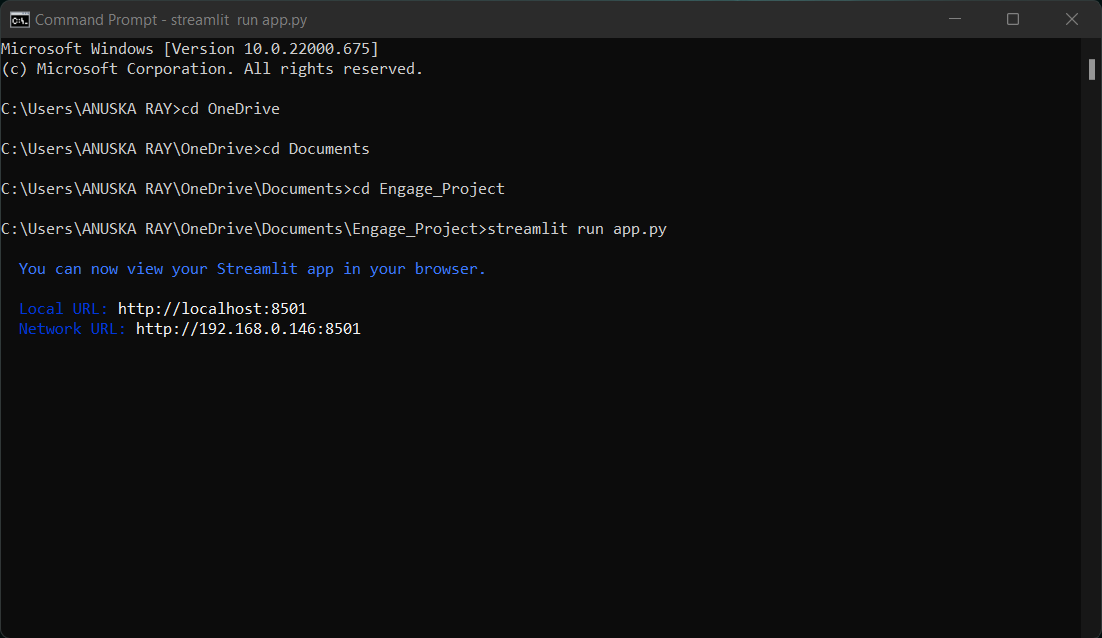 Command Prompt - streamlit  run app.py
Microsoft Windows [Version 10.0.22000.675]
(c) Microsoft Corporation. All rights reserved.
C:\Users\ANUSKA RAY>cd OneDrive
C:\Users\ANUSKA RAY\OneDrive>cd Documents
C:\Users\ANUSKA RAY\OneDrive\Documents>cd Engage_Project
C:\Users\ANUSKA RAY\OneDrive\Documents\Engage_Project>streamlit run app.py
You can now view your Streamlit app in your browser.
Local URL: http://localhost:8501
Network URL: http://192.168.0.146:8501